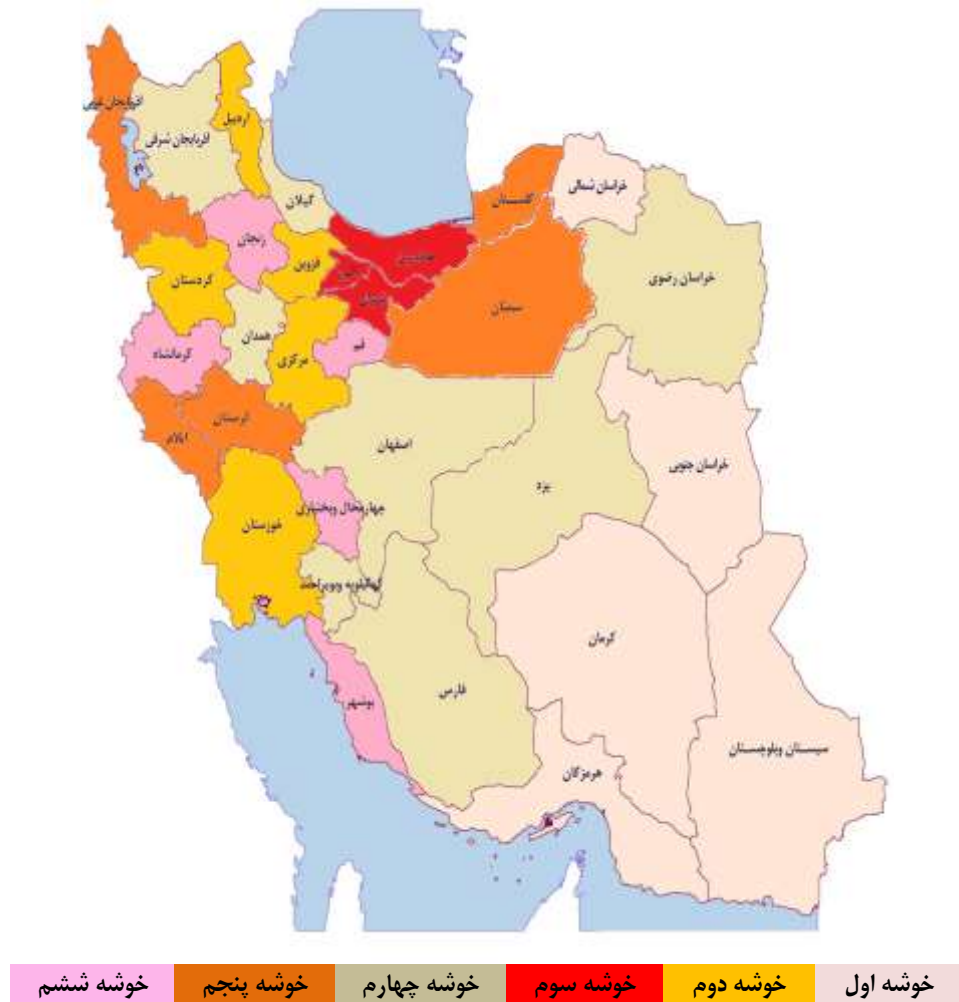 آذربایجان غربی
آذربایجان شرقی
اردبیل
گیلان
زنجان
کردستان
قزوین
گلستان
خراسان شمالی
خراسان رضوی
سمنان
همدان
کرمانشاه
مرکزی
قم
لرستان
ایلام
اصفهان
یزد
خراسان جنوبی
خوزستان
چهارمحال وبختیاری
کهگیلویه وبویراحمد
فارس
کرمان
بوشهر
هرمزگان
سیستان وبلوچستان
خوشه اول خوشه دوم خوشه سوم خوشه چهارم خوشه پنجم خوشه ششم